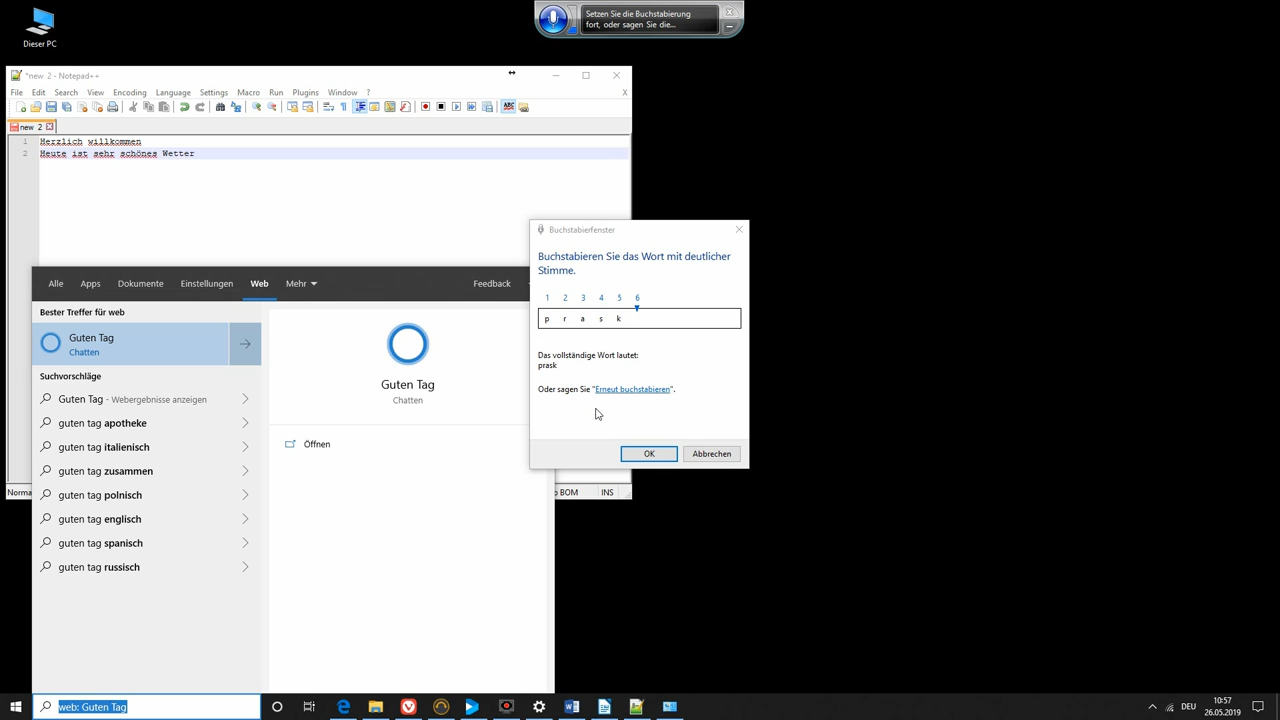 Dieser PC
Setzen Sie die Buchstabierung
fort, oder sagen Sie die...
*new 2 - Notepad++
File Edit Search View Encoding Language Settings Macro Run Plugins Window ? X
new 2
1 Herzlich willkommen
2 Heute ist sehr schönes Wetter
Buchstabierfenster
Buchstabieren Sie das Wort mit deutlicher
Stimme.
1 2 3 4 5 6
p r a s k
Das vollständige Wort lautet:
prask
Oder sagen Sie "Erneut buchstabieren".
OK Abbrechen
Alle Apps Dokumente Einstellungen Web Mehr Feedback
Bester Treffer für web
Guten Tag
Chatten
Suchvorschläge
Guten Tag - Webergebnisse anzeigen
guten tag apotheke
guten tag italienisch
guten tag zusammen
guten tag polnisch
guten tag englisch
guten tag spanisch
guten tag russisch
Guten Tag
Chatten
Öffnen
Norma
BOM INS
web: Guten Tag
DEU
10:57
26.05.2019